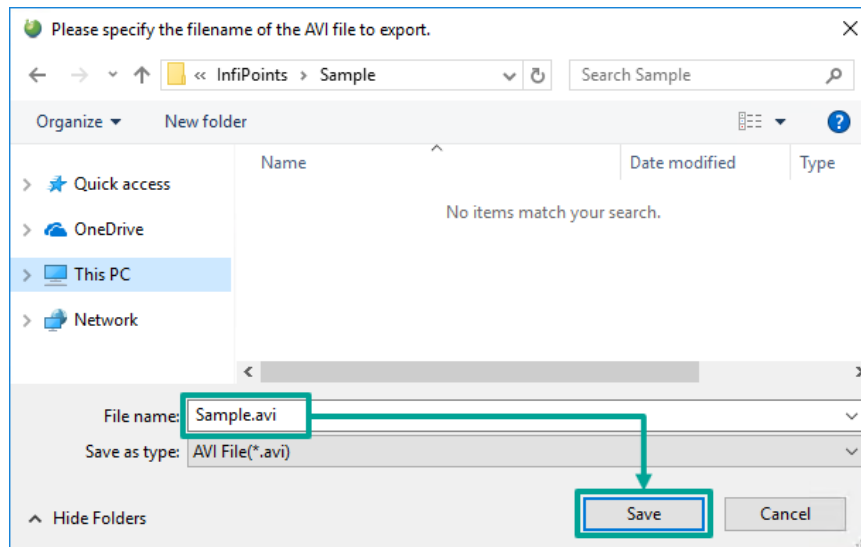 Please specify the filename of the AVI file to export.
« InfiPoints > Sample
Search Sample
Organize
New folder
?
Name
Date modified
Type
Quick access
No items match your search.
OneDrive
This PC
Network
File name: Sample.avi
Save as type: AVI File(*.avi)
Hide Folders
Save
Cancel